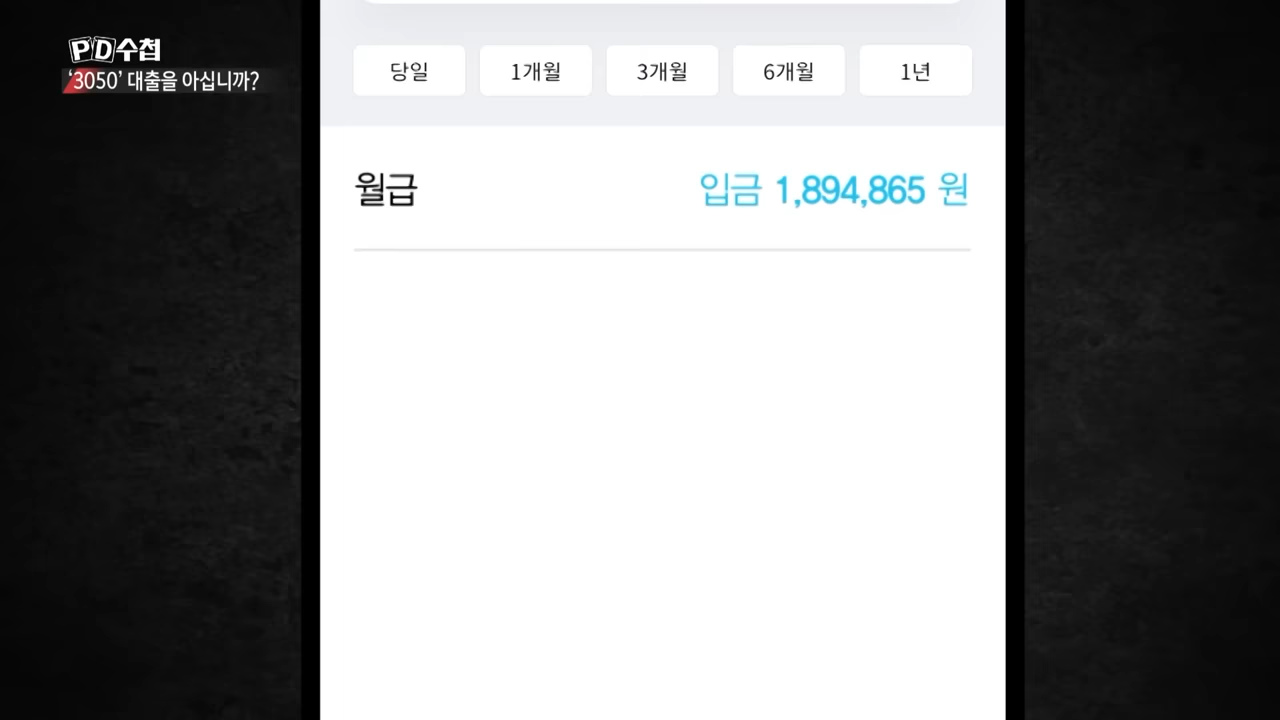 PD수첩
‘3050’ 대출을 아십니까?
당일 1개월 3개월 6개월 1년
월급 입금 1,894,865 원